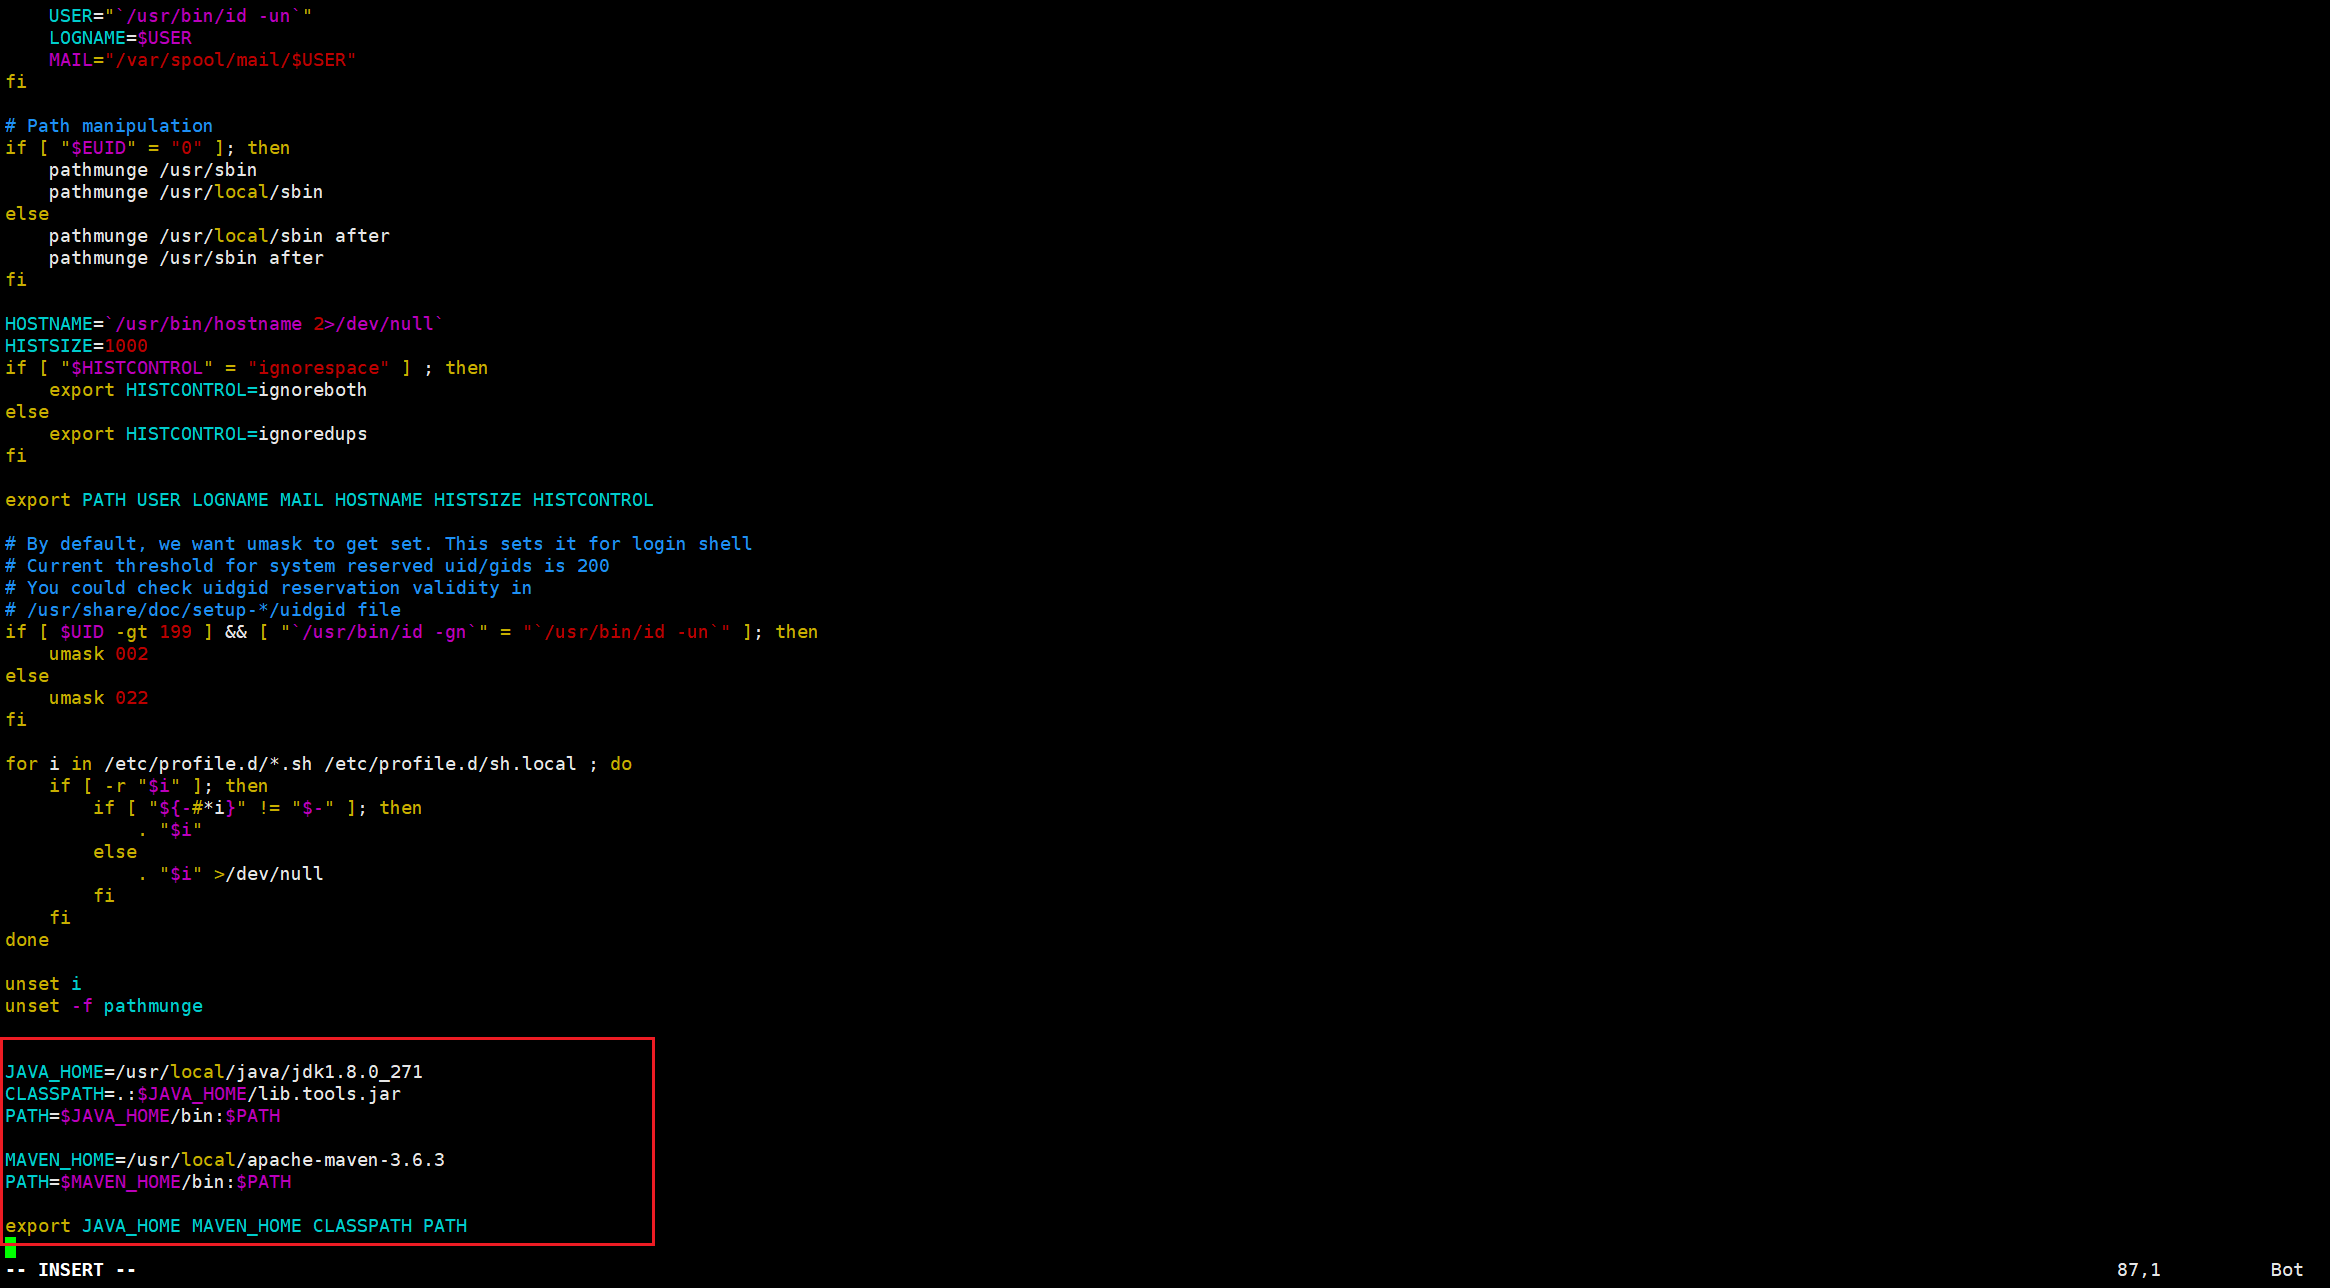 USER="`/usr/bin/id -un`"
    LOGNAME=$USER
    MAIL="/var/spool/mail/$USER"
fi

# Path manipulation
if [ "$EUID" = "0" ]; then
    pathmunge /usr/sbin
    pathmunge /usr/local/sbin
else
    pathmunge /usr/local/sbin after
    pathmunge /usr/sbin after
fi

HOSTNAME=`/usr/bin/hostname 2>/dev/null`
HISTSIZE=1000
if [ "$HISTCONTROL" = "ignorespace" ] ; then
    export HISTCONTROL=ignoreboth
else
    export HISTCONTROL=ignoredups
fi

export PATH USER LOGNAME MAIL HOSTNAME HISTSIZE HISTCONTROL

# By default, we want umask to get set. This sets it for login shell
# Current threshold for system reserved uid/gids is 200
# You could check uidgid reservation validity in
# /usr/share/doc/setup-*/uidgid file
if [ $UID -gt 199 ] && [ "`/usr/bin/id -gn`" = "`/usr/bin/id -un`" ]; then
    umask 002
else
    umask 022
fi

for i in /etc/profile.d/*.sh /etc/profile.d/sh.local ; do
    if [ -r "$i" ]; then
        if [ "${-#*i}" != "$-" ]; then
            . "$i"
        else
            . "$i" >/dev/null
        fi
    fi
done

unset i
unset -f pathmunge

JAVA_HOME=/usr/local/java/jdk1.8.0_271
CLASSPATH=.:$JAVA_HOME/lib.tools.jar
PATH=$JAVA_HOME/bin:$PATH

MAVEN_HOME=/usr/local/apache-maven-3.6.3
PATH=$MAVEN_HOME/bin:$PATH

export JAVA_HOME MAVEN_HOME CLASSPATH PATH

-- INSERT -- 87,1 Bot